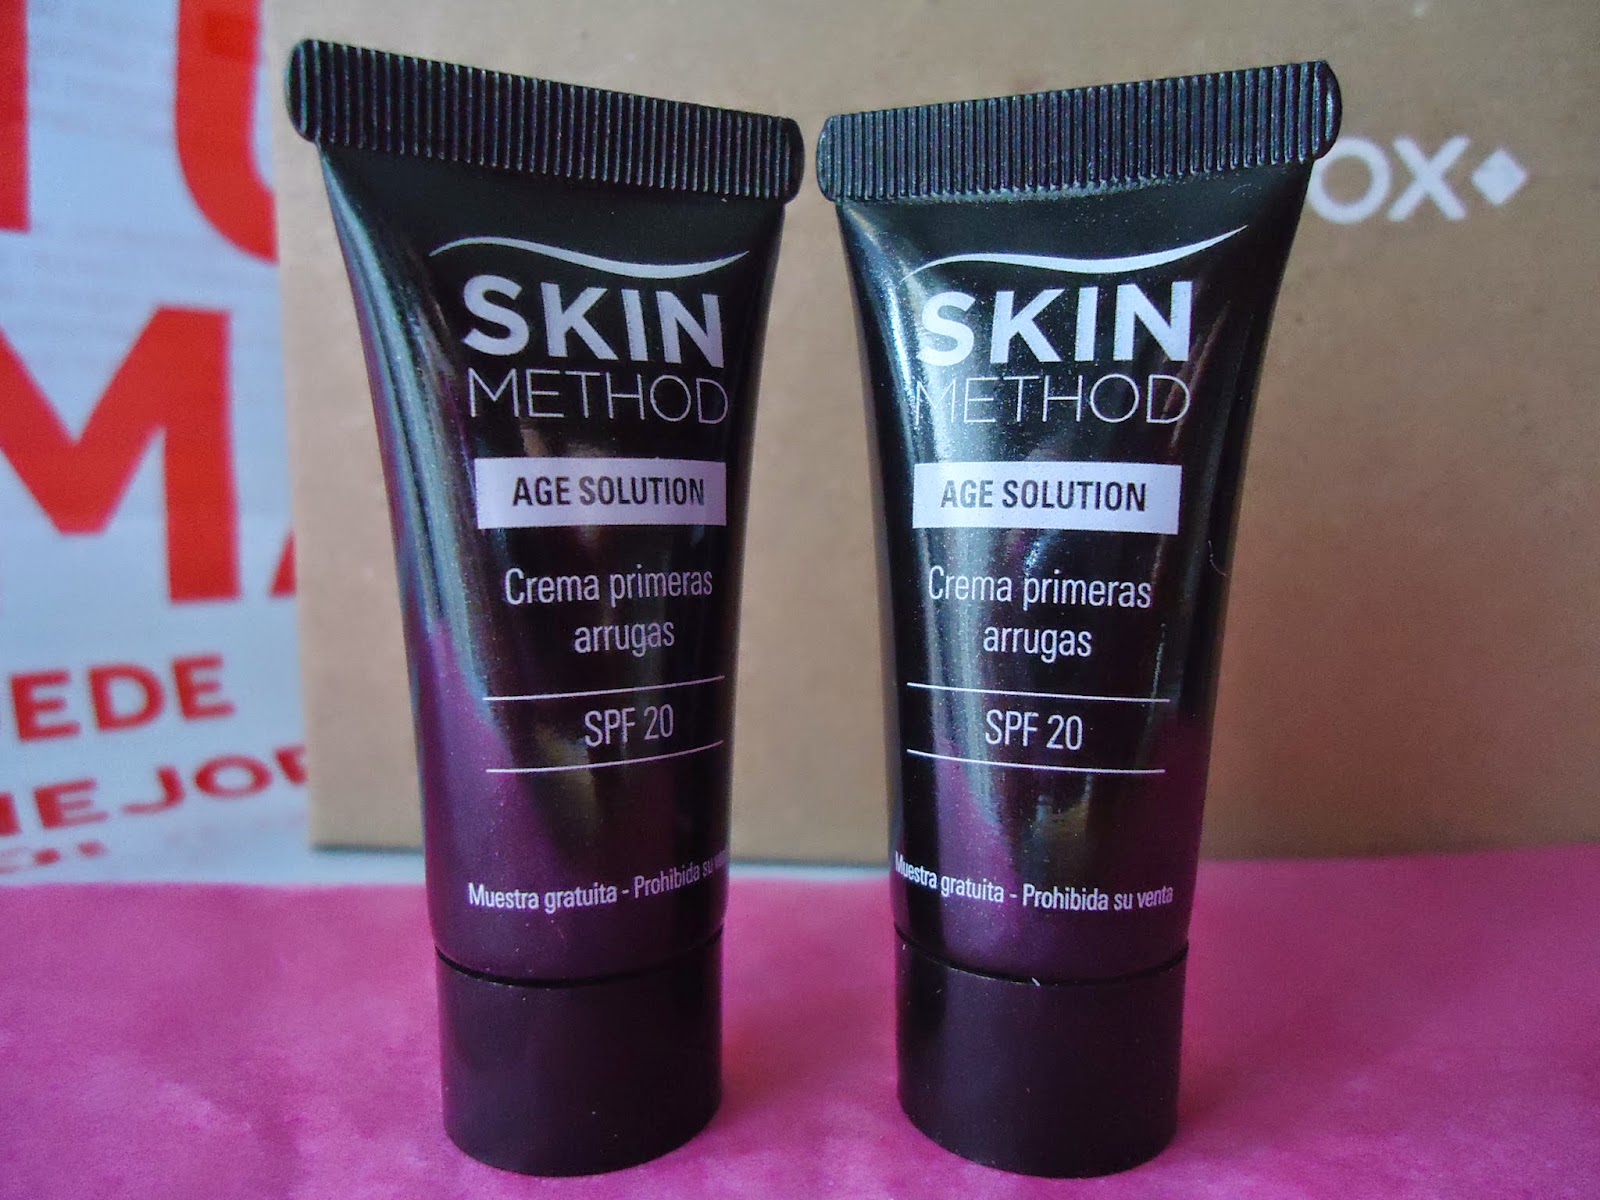 SKIN
METHOD
AGE SOLUTION
Crema primeras
arrugas
SPF 20
Muestra gratuita - Prohibida su venta
SKIN
METHOD
AGE SOLUTION
Crema primeras
arrugas
SPF 20
Muestra gratuita - Prohibida su venta
OX
EDE